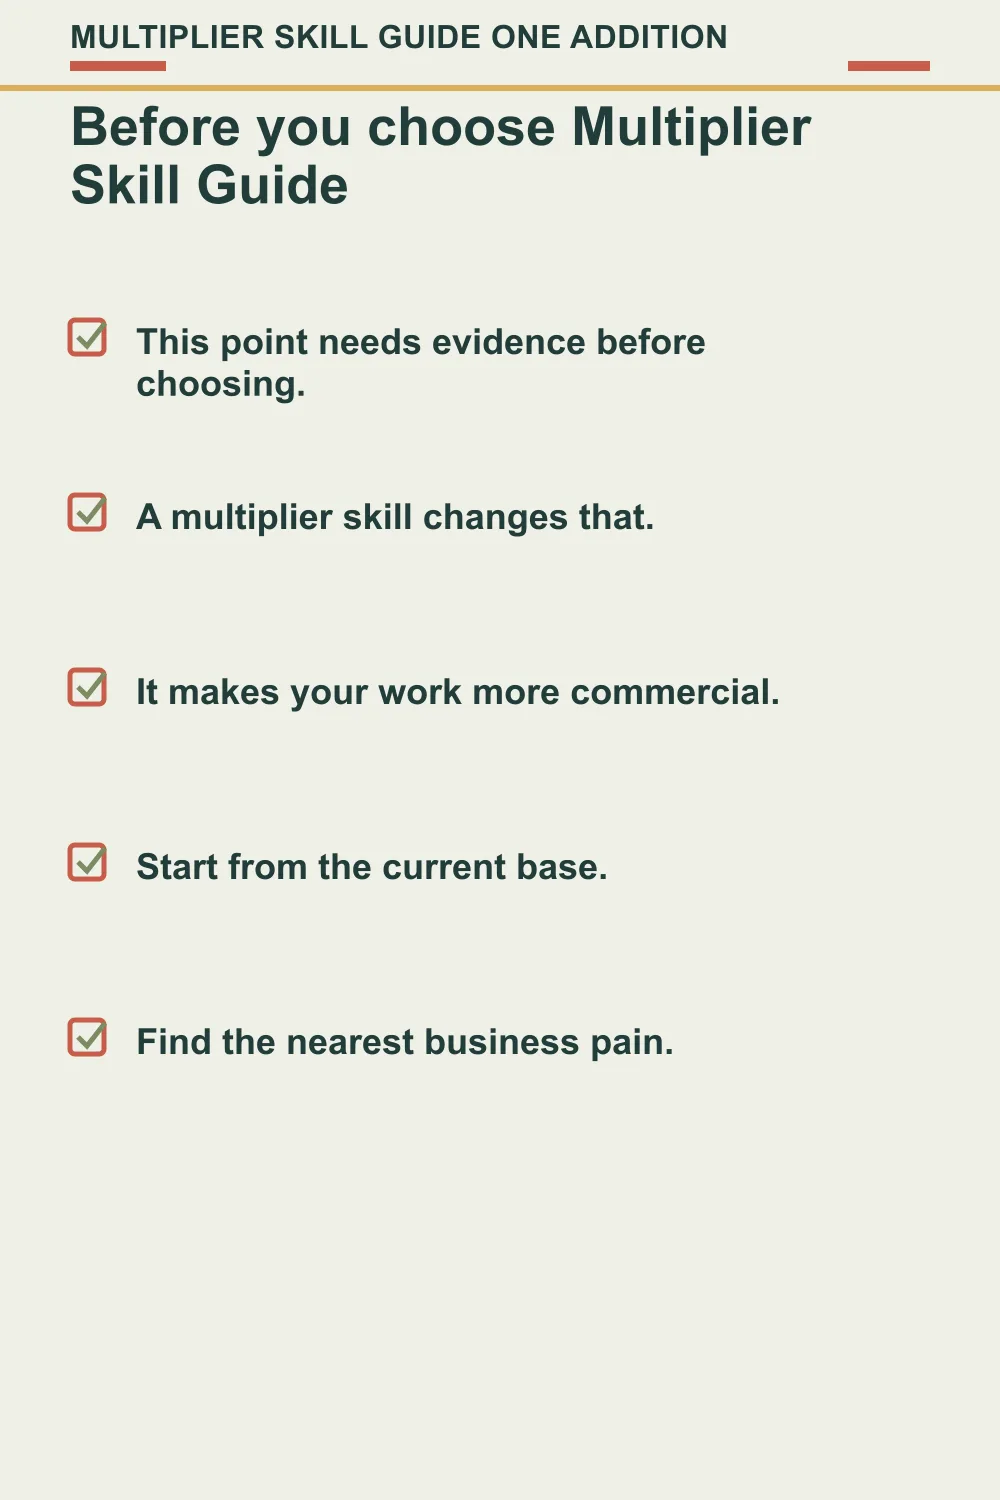 MULTIPLIER SKILL GUIDE ONE ADDITION
Before you choose Multiplier
Skill Guide
This point needs evidence before
choosing.
A multiplier skill changes that.
It makes your work more commercial.
Start from the current base.
Find the nearest business pain.